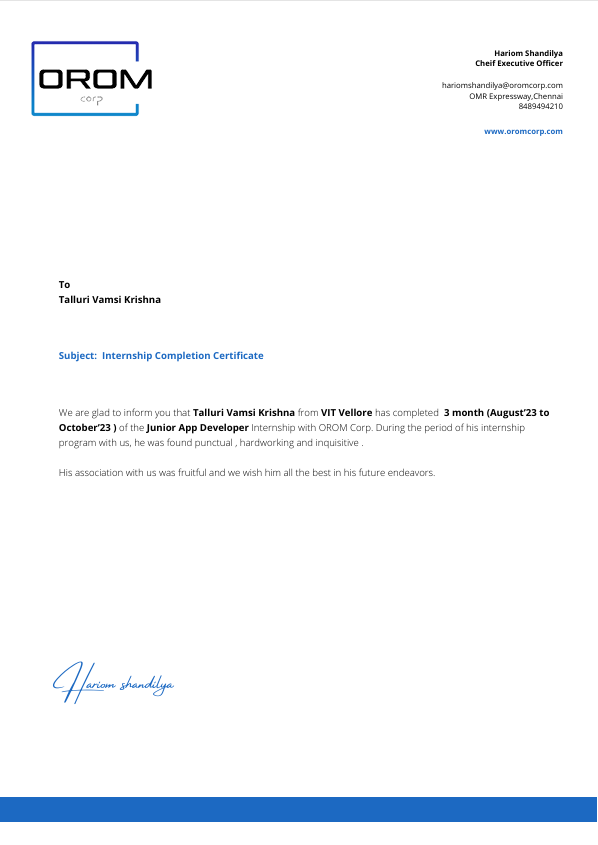 OROM
corp
Hariom Shandilya
Cheif Executive Officer
hariomshandilya@oromcorp.com
OMR Expressway,Chennai
8489494210
www.oromcorp.com
To
Talluri Vamsi Krishna
Subject:  Internship Completion Certificate
We are glad to inform you that Talluri Vamsi Krishna from VIT Vellore has completed  3 month (August'23 to
October'23 ) of the Junior App Developer Internship with OROM Corp. During the period of his internship
program with us, he was found punctual , hardworking and inquisitive .
His association with us was fruitful and we wish him all the best in his future endeavors.
Hariom shandilya